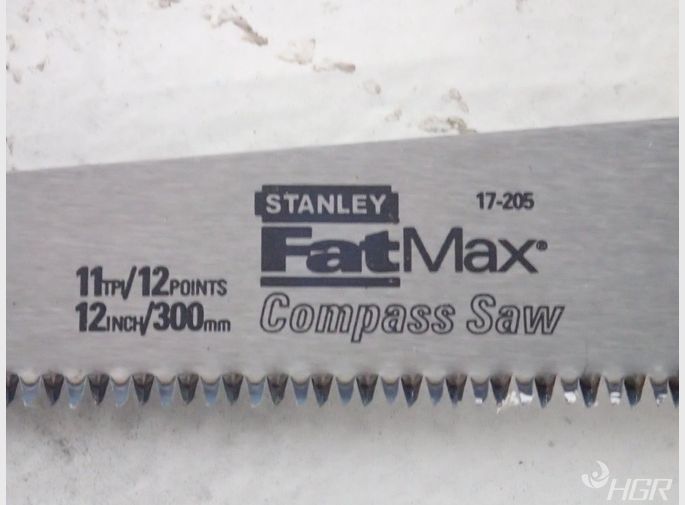 STANLEY
17-205
FatMax®
11TPI/12POINTS
12INCH/300mm
Compass Saw
HGR